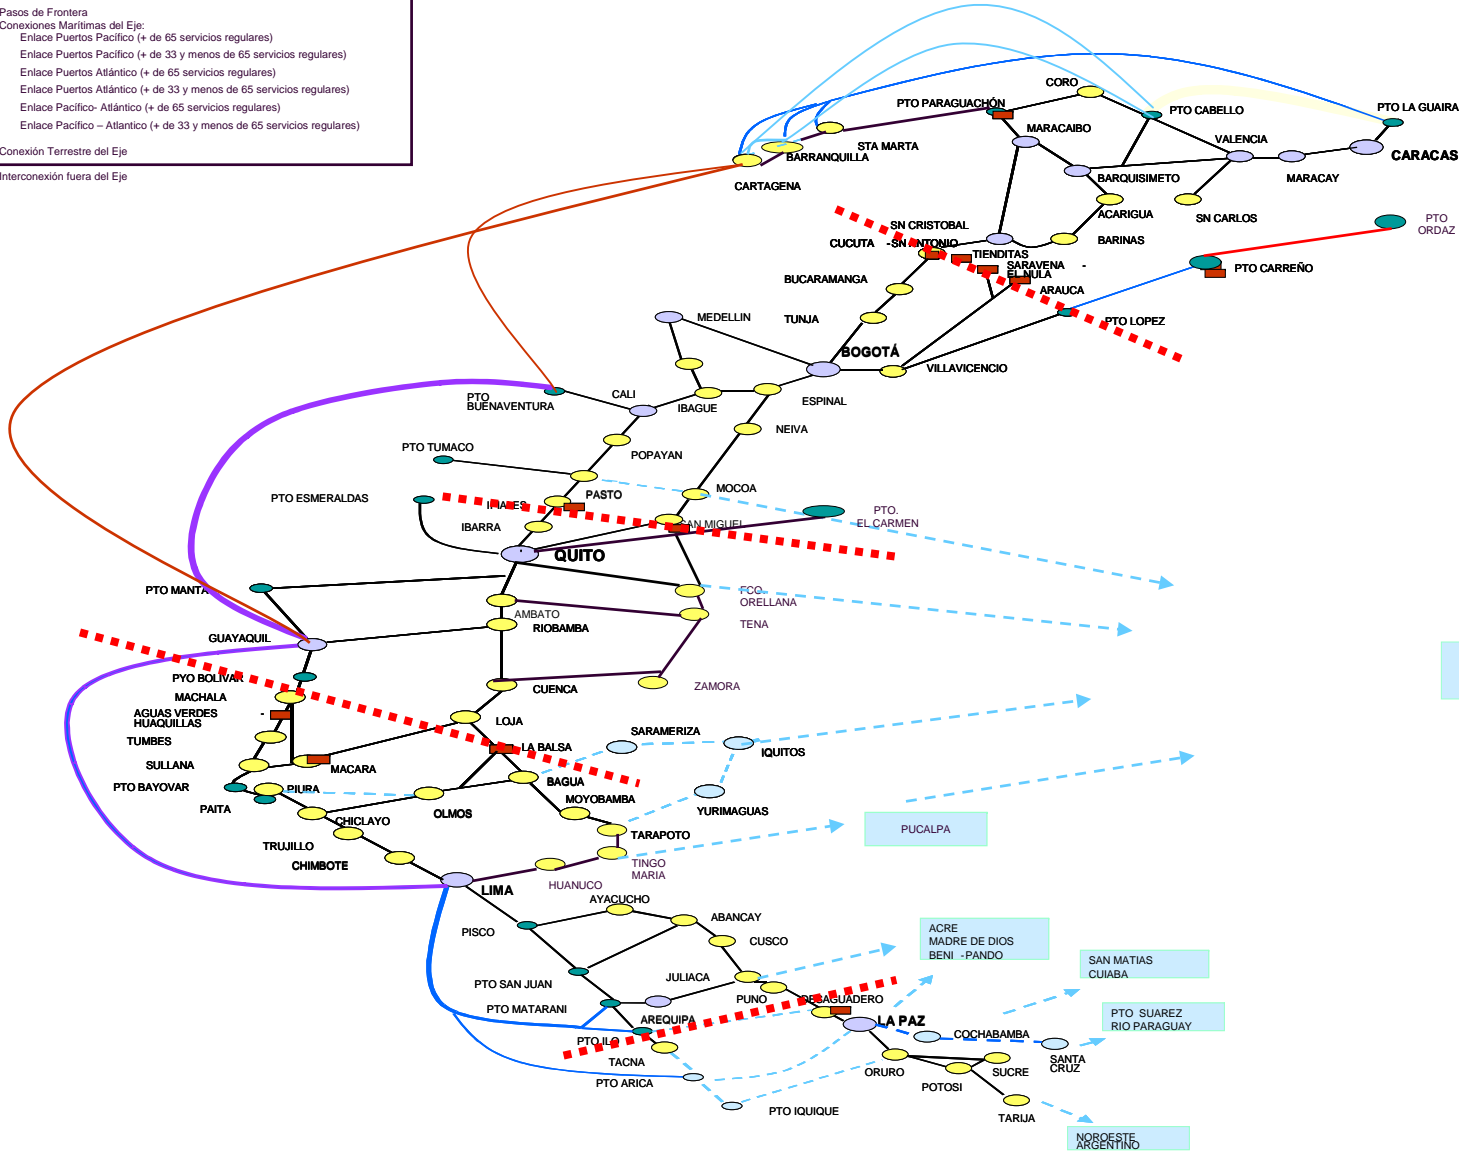 Pasos de Frontera
Conexiones Marítimas del Eje:
Enlace Puertos Pacífico (+ de 65 servicios regulares)
Enlace Puertos Pacífico (+ de 33 y menos de 65 servicios regulares)
Enlace Puertos Atlántico (+ de 65 servicios regulares)
Enlace Puertos Atlántico (+ de 33 y menos de 65 servicios regulares)
Enlace Pacífico- Atlántico (+ de 65 servicios regulares)
Enlace Pacífico – Atlantico (+ de 33 y menos de 65 servicios regulares)
Conexión Terrestre del Eje
Interconexión fuera del Eje
CORO
PTO PARAGUACHÓN
PTO CABELLO
PTO LA GUAIRA
MARACAIBO
VALENCIA
STA MARTA
BARRANQUILLA
CARACAS
CARTAGENA
BARQUISIMETO
MARACAY
ACARIGUA
SN CARLOS
SN CRISTOBAL
BARINAS
PTO
ORDAZ
CUCUTA - SN ANTONIO
TIENDITAS
SARAVENA -
EL NULA
PTO CARREÑO
BUCARAMANGA
ARAUCA
MEDELLIN
TUNJA
PTO LOPEZ
BOGOTÁ
VILLAVICENCIO
PTO
BUENAVENTURA
CALI
IBAGUE
ESPINAL
NEIVA
PTO TUMACO
POPAYAN
PTO ESMERALDAS
IPIALES
PASTO
MOCOA
IBARRA
SAN MIGUEL
PTO.
EL CARMEN
QUITO
PTO MANTA
FCO.
ORELLANA
AMBATO
RIOBAMBA
TENA
GUAYAQUIL
PYO BOLIVAR
CUENCA
ZAMORA
MACHALA
AGUAS VERDES -
HUAQUILLAS
LOJA
SARAMERIZA
TUMBES
LA BALSA
IQUITOS
SULLANA
MACARA
PTO BAYOVAR
PIURA
BAGUA
PAITA
MOYOBAMBA
YURIMAGUAS
CHICLAYO
OLMOS
TRUJILLO
TARAPOTO
PUCALPA
CHIMBOTE
TINGO
MARIA
LIMA
HUANUCO
AYACUCHO
ABANCAY
PISCO
CUSCO
ACRE
MADRE DE DIOS
BENI - PANDO
SAN MATIAS
CUIABA
PTO SAN JUAN
JULIACA
PUNO
DESAGUADERO
PTO MATARANI
AREQUIPA
LA PAZ
PTO SUAREZ
RIO PARAGUAY
PTO ILO
COCHABAMBA
TACNA
SANTA
CRUZ
PTO ARICA
ORURO
SUCRE
POTOSI
PTO IQUIQUE
TARIJA
NOROESTE
ARGENTINO